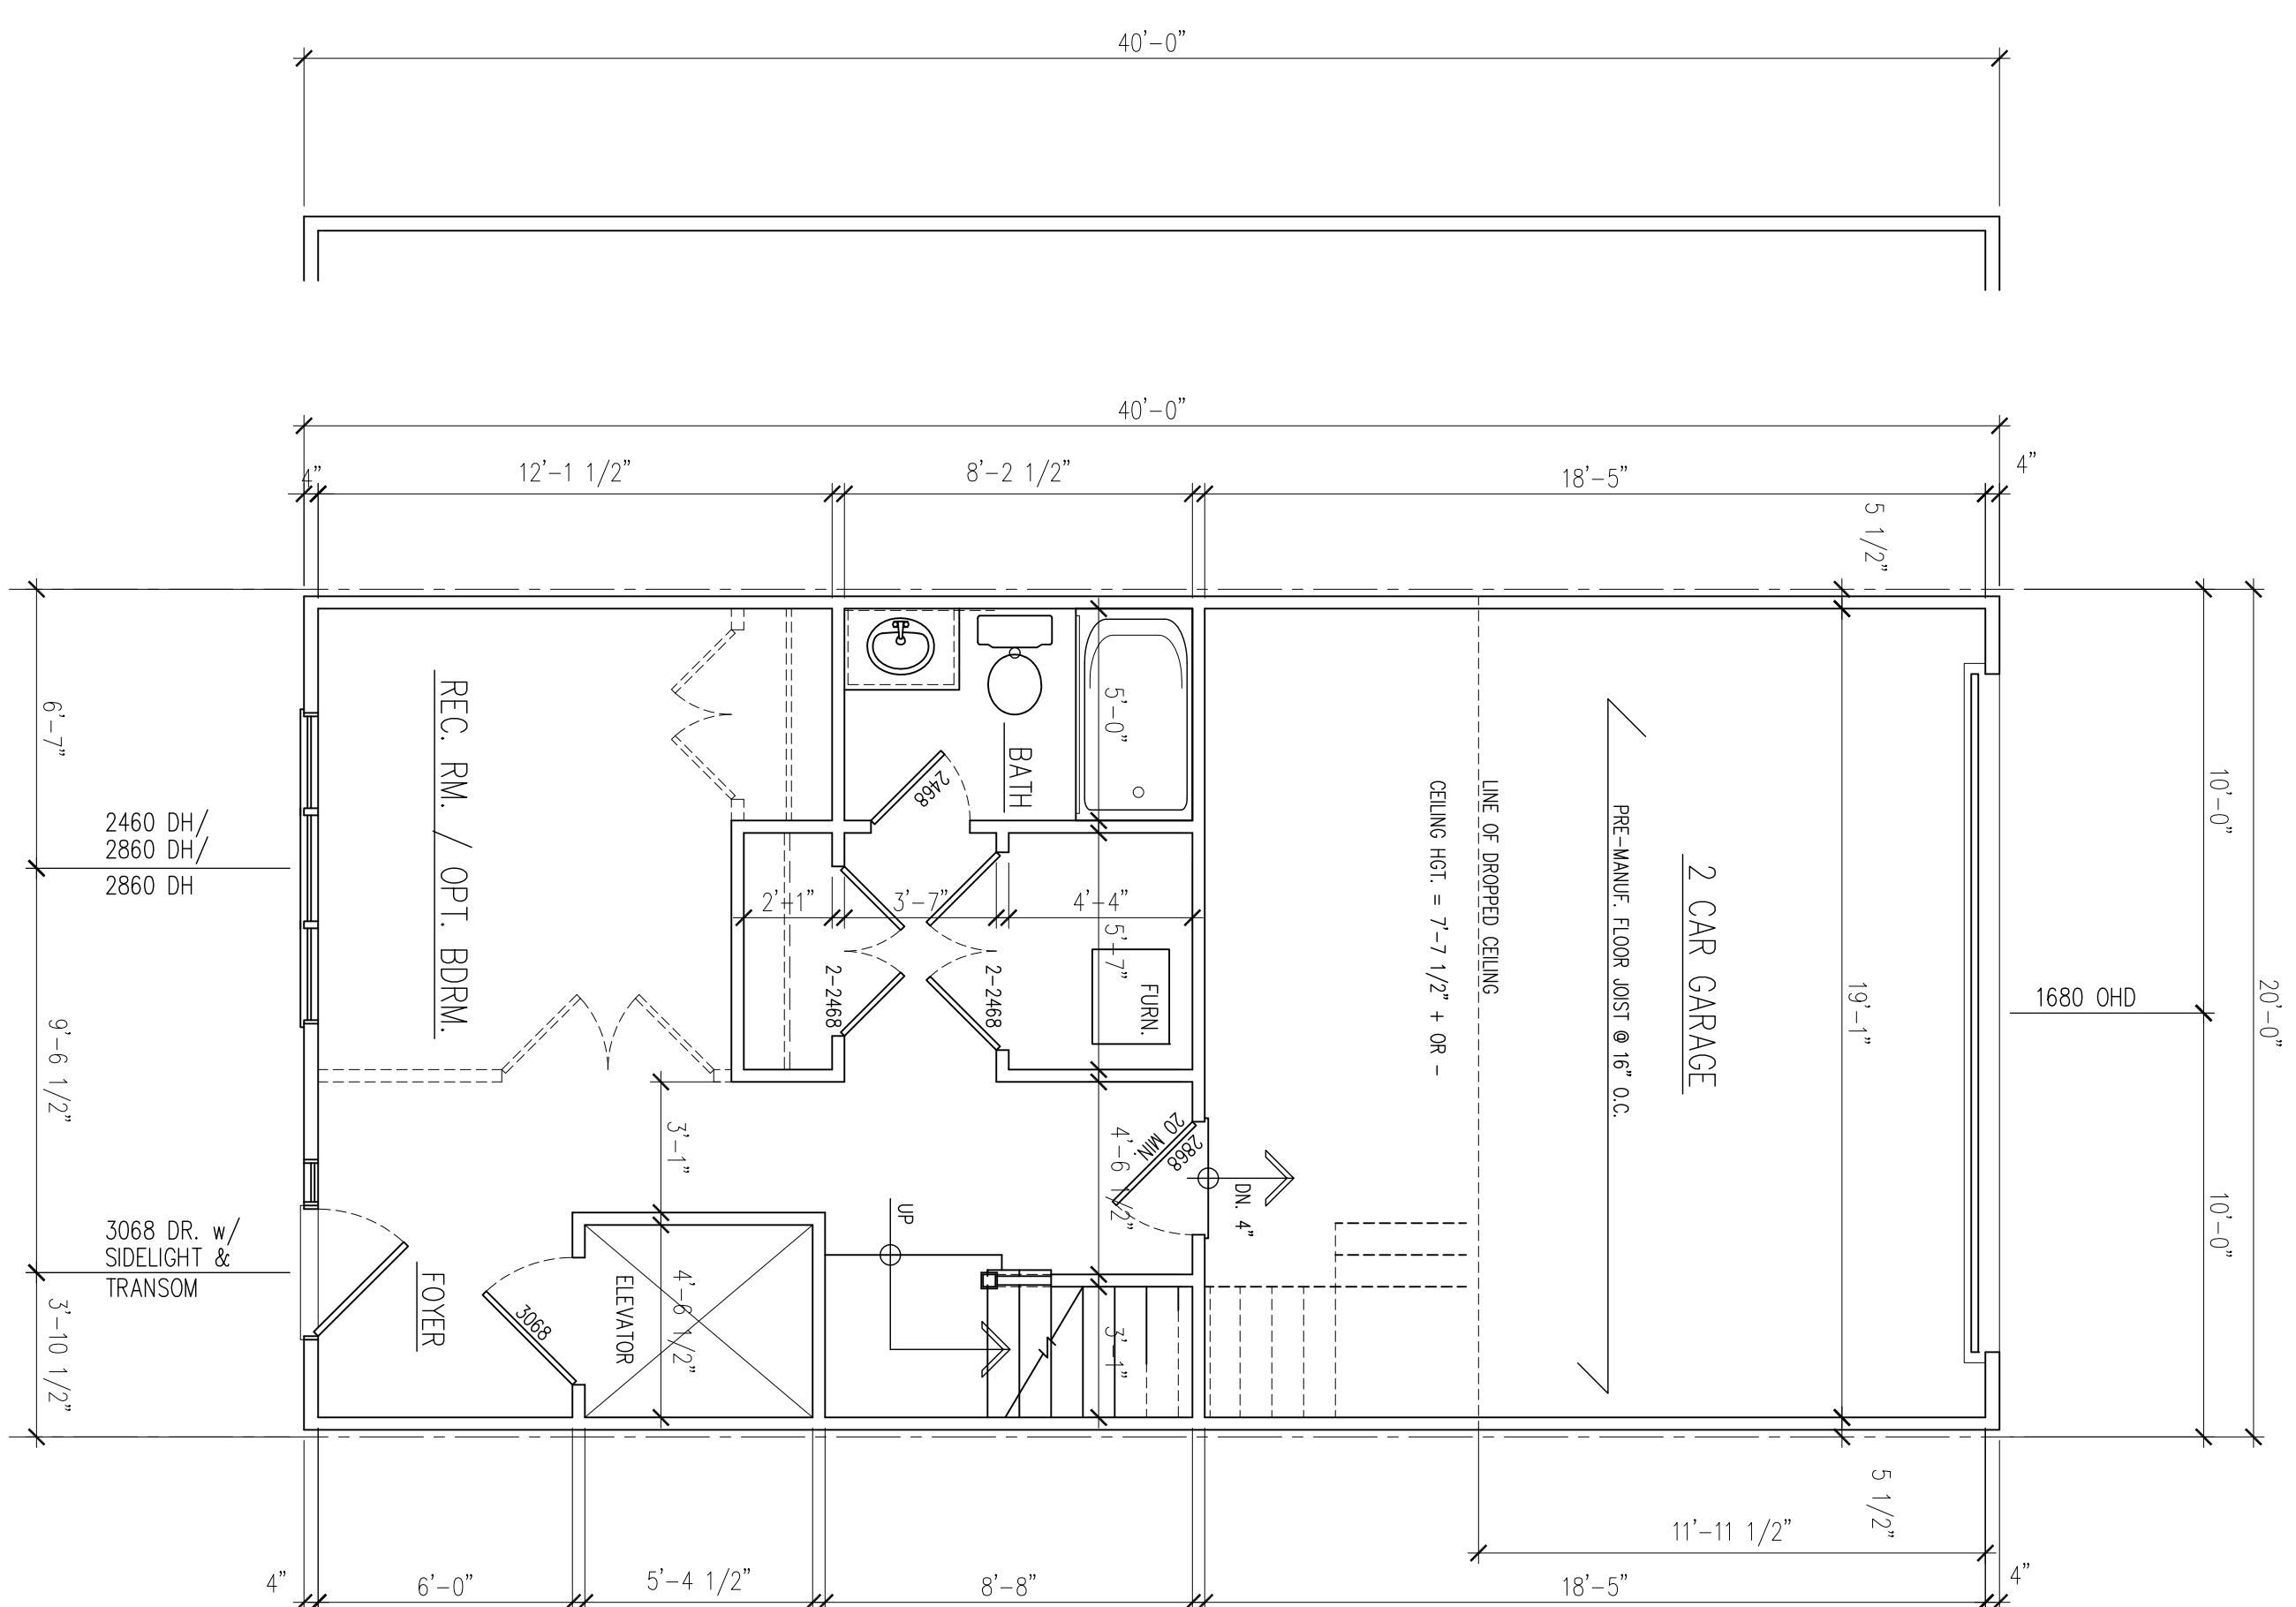 40'-0"
40'-0"
4"
12'-1 1/2"
8'-2 1/2"
18'-5"
4"
5 1/2"
6'-7"
9'-6 1/2"
3'-10 1/2"
2460 DH/
2860 DH/
2860 DH
3068 DR. w/
SIDELIGHT &
TRANSOM
REC. RM. / OPT. BDRM.
BATH
5'-0"
2468
2'-1"
3'-7"
4'-4"
5'-7"
2-2468
2-2468
FURN.
3'-1"
4'-6 1/2"
2868
20 MIN.
DN. 4"
UP
FOYER
3068
ELEVATOR
4'-6 1/2"
3'-1"
CEILING HGT. = 7'-7 1/2" + OR -
LINE OF DROPPED CEILING
PRE-MANUF. FLOOR JOIST @ 16" O.C.
2 CAR GARAGE
19'-1"
1680 OHD
10'-0"
10'-0"
20'-0"
5 1/2"
11'-11 1/2"
4"
6'-0"
5'-4 1/2"
8'-8"
18'-5"
4"